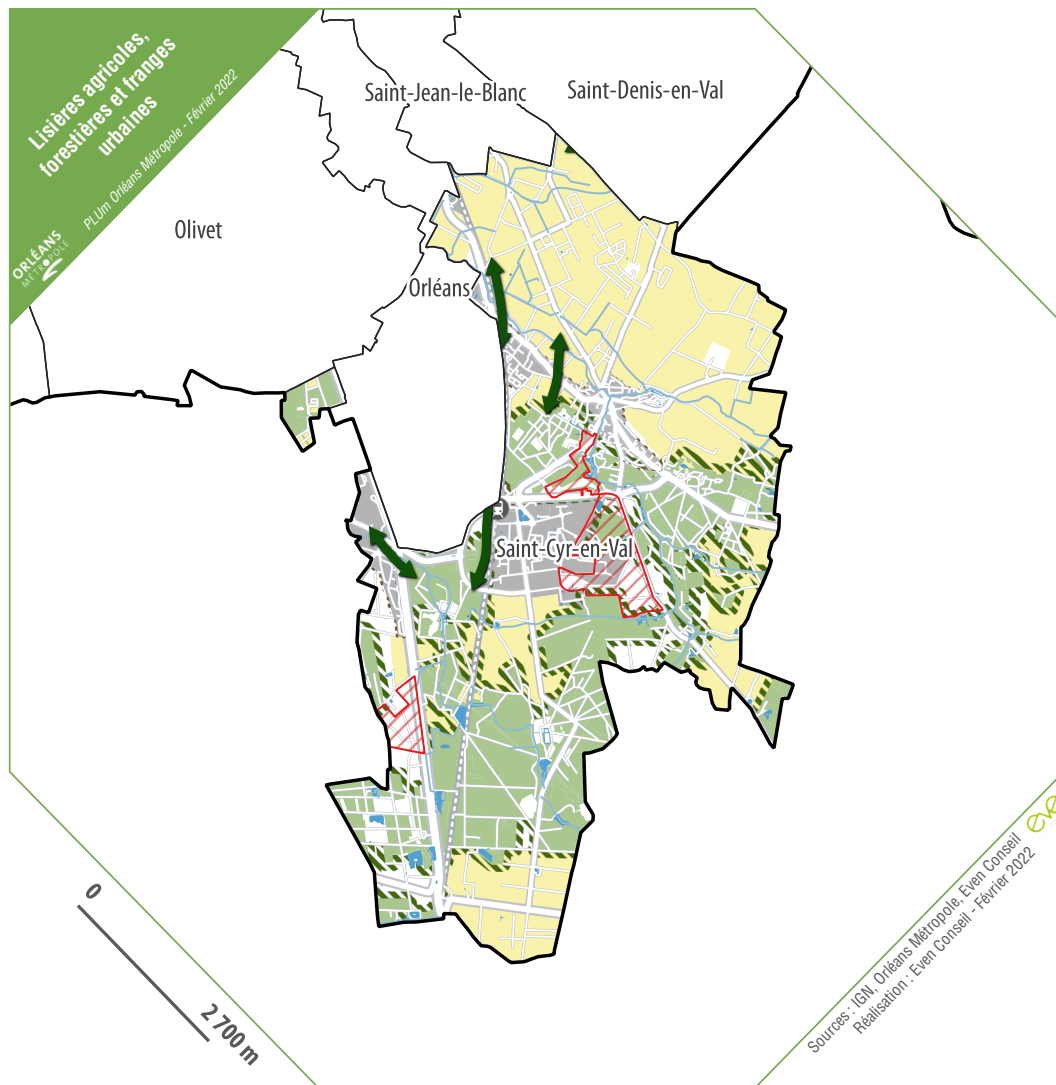 Lisières agricoles,
forestières et franges
urbaines
PLUm Orléans Métropole - Février 2022
ORLÉANS
MÉTROPOLE
Saint-Jean-le-Blanc
Saint-Denis-en-Val
Olivet
Orléans
Saint-Cyr-en-Val
0
2 700 m
Sources : IGN, Orléans Métropole, Even Conseil
Réalisation : Even Conseil - Février 2022